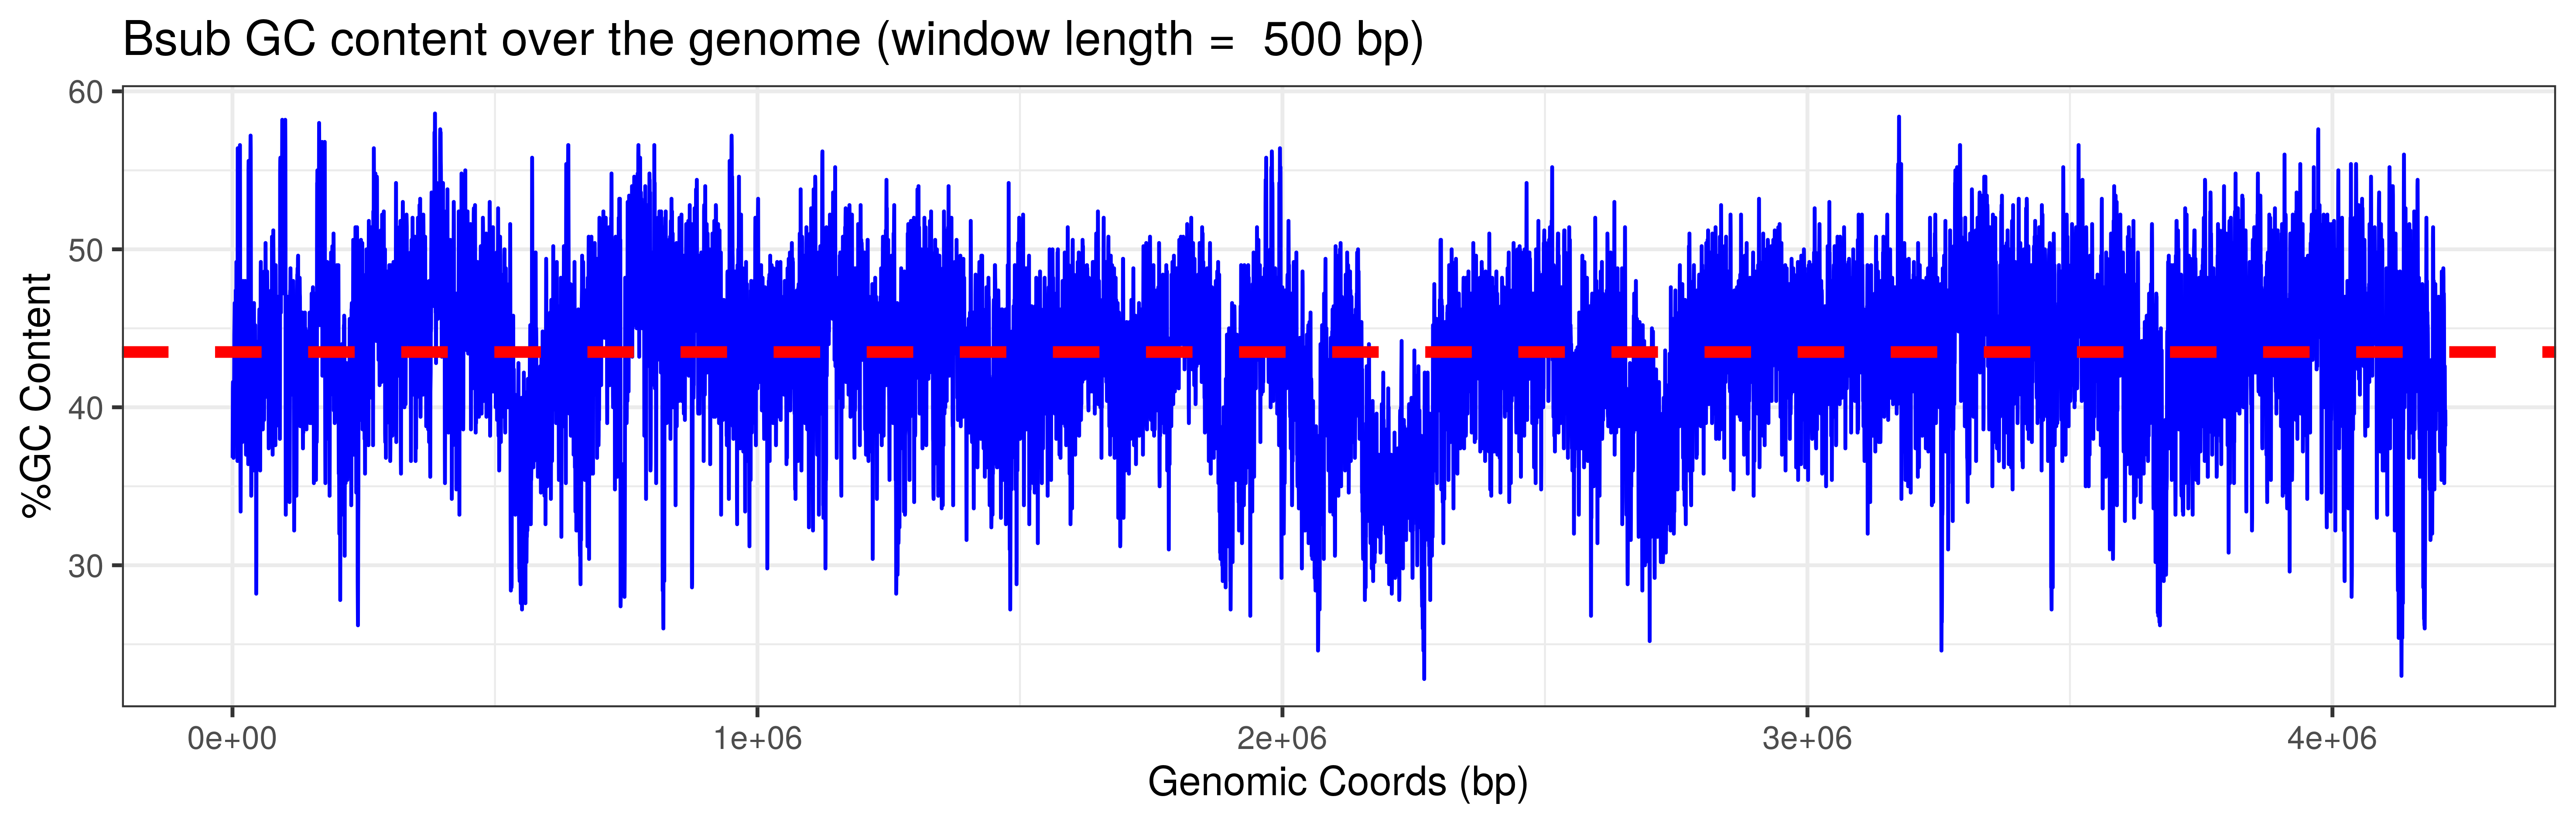 Bsub GC content over the genome (window length =  500 bp)
%GC Content
60
50
40
30
0e+00 1e+06 2e+06 3e+06 4e+06
Genomic Coords (bp)